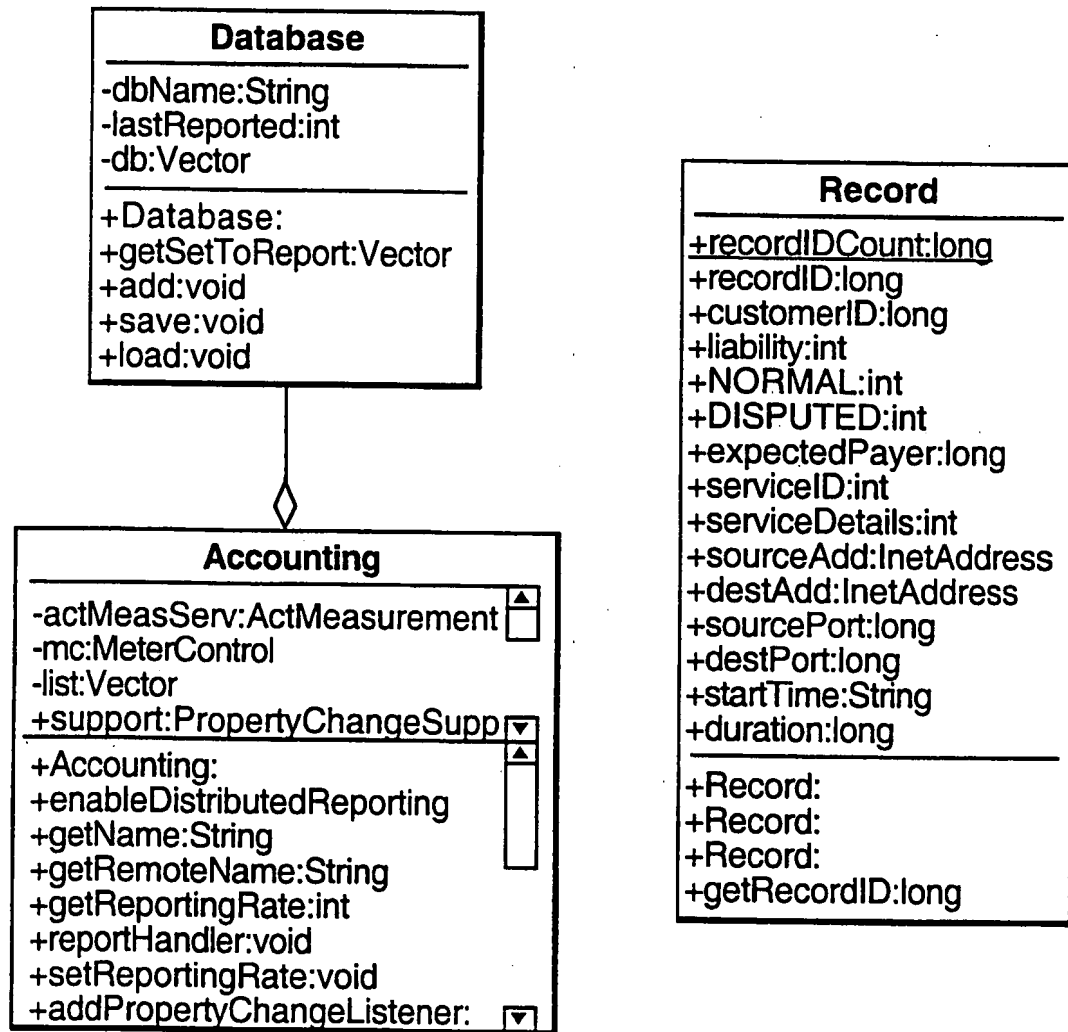 Database
-dbName:String
-lastReported:int
-db:Vector
+Database:
+getSetToReport:Vector
+add:void
+save:void
+load:void
Accounting
-actMeasServ:ActMeasurement
-mc:MeterControl
-list:Vector
+support:PropertyChangeSupp
+Accounting:
+enableDistributedReporting
+getName:String
+getRemoteName:String
+getReportingRate:int
+reportHandler:void
+setReportingRate:void
+addPropertyChangeListener:
Record
+recordIDCount:long
+recordID:long
+customerID:long
+liability:int
+NORMAL:int
+DISPUTED:int
+expectedPayer:long
+serviceID:int
+serviceDetails:int
+sourceAdd:InetAddress
+destAdd:InetAddress
+sourcePort:long
+destPort:long
+startTime:String
+duration:long
+Record:
+Record:
+Record:
+getRecordID:long